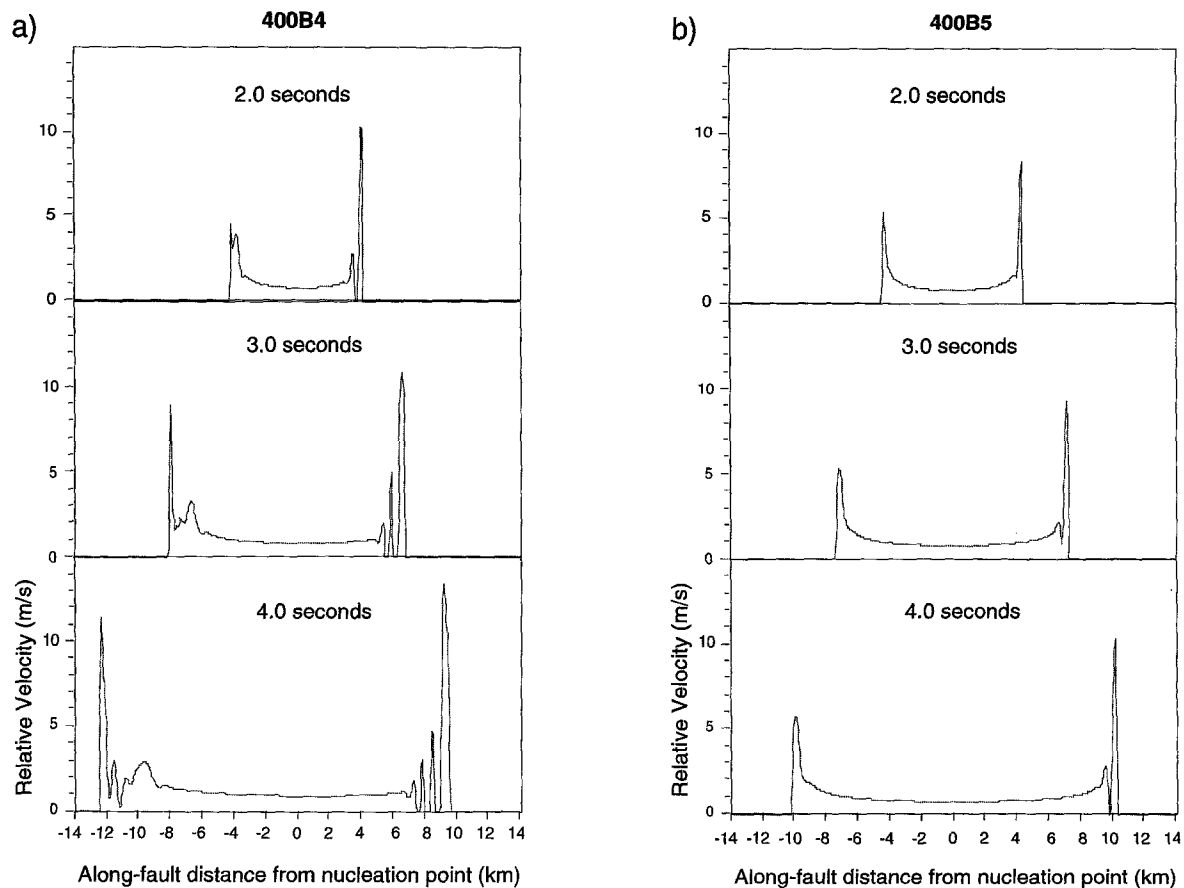 a)
400B4
2.0 seconds
10
5
0
3.0 seconds
10
5
0
4.0 seconds
10
5
0
Relative Velocity (m/s)
-14 -12 -10 -8 -6 -4 -2 0 2 4 6 8 10 12 14
Along-fault distance from nucleation point (km)
b)
400B5
2.0 seconds
10
5
0
3.0 seconds
10
5
0
4.0 seconds
10
5
0
Relative Velocity (m/s)
-14 -12 -10 -8 -6 -4 -2 0 2 4 6 8 10 12 14
Along-fault distance from nucleation point (km)